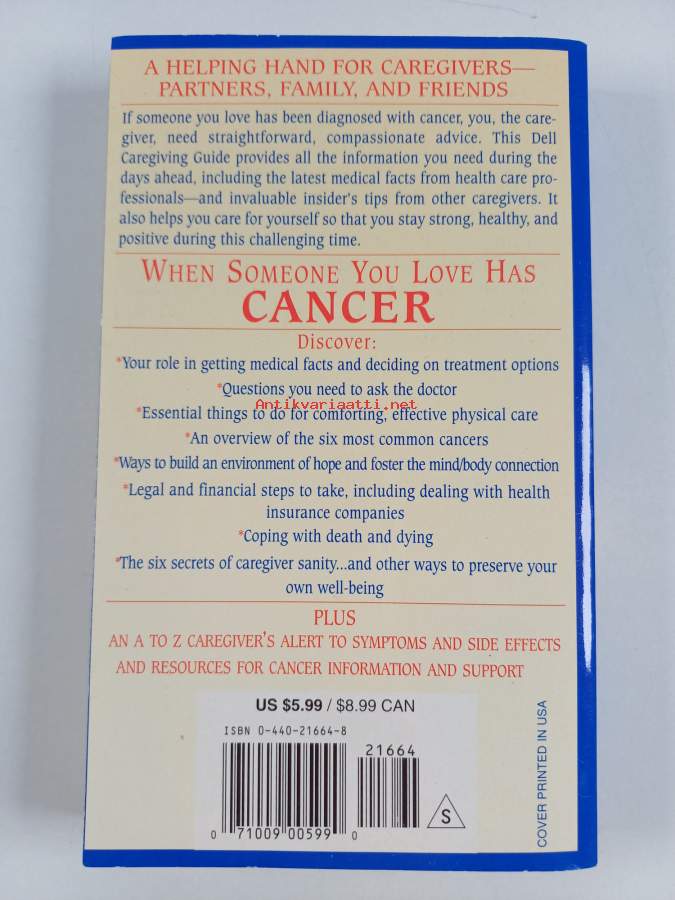 A HELPING HAND FOR CAREGIVERS—
PARTNERS, FAMILY, AND FRIENDS
If someone you love has been diagnosed with cancer, you, the care-
giver, need straightforward, compassionate advice. This Dell
Caregiving Guide provides all the information you need during the
days ahead, including the latest medical facts from health care pro-
fessionals—and invaluable insider's tips from other caregivers. It
also helps you care for yourself so that you stay strong, healthy, and
positive during this challenging time.
WHEN SOMEONE YOU LOVE HAS
CANCER
Discover:
*Your role in getting medical facts and deciding on treatment options
*Questions you need to ask the doctor
Antikvariaatti.net
*Essential things to do for comforting, effective physical care
*An overview of the six most common cancers
*Ways to build an environment of hope and foster the mind/body connection
*Legal and financial steps to take, including dealing with health
insurance companies
*Coping with death and dying
*The six secrets of caregiver sanity...and other ways to preserve your
own well-being
PLUS
AN A TO Z CAREGIVER'S ALERT TO SYMPTOMS AND SIDE EFFECTS
AND RESOURCES FOR CANCER INFORMATION AND SUPPORT
US $5.99 / $8.99 CAN
ISBN 0-440-21664-8
21664
0 71009 00599 0
S
COVER PRINTED IN USA